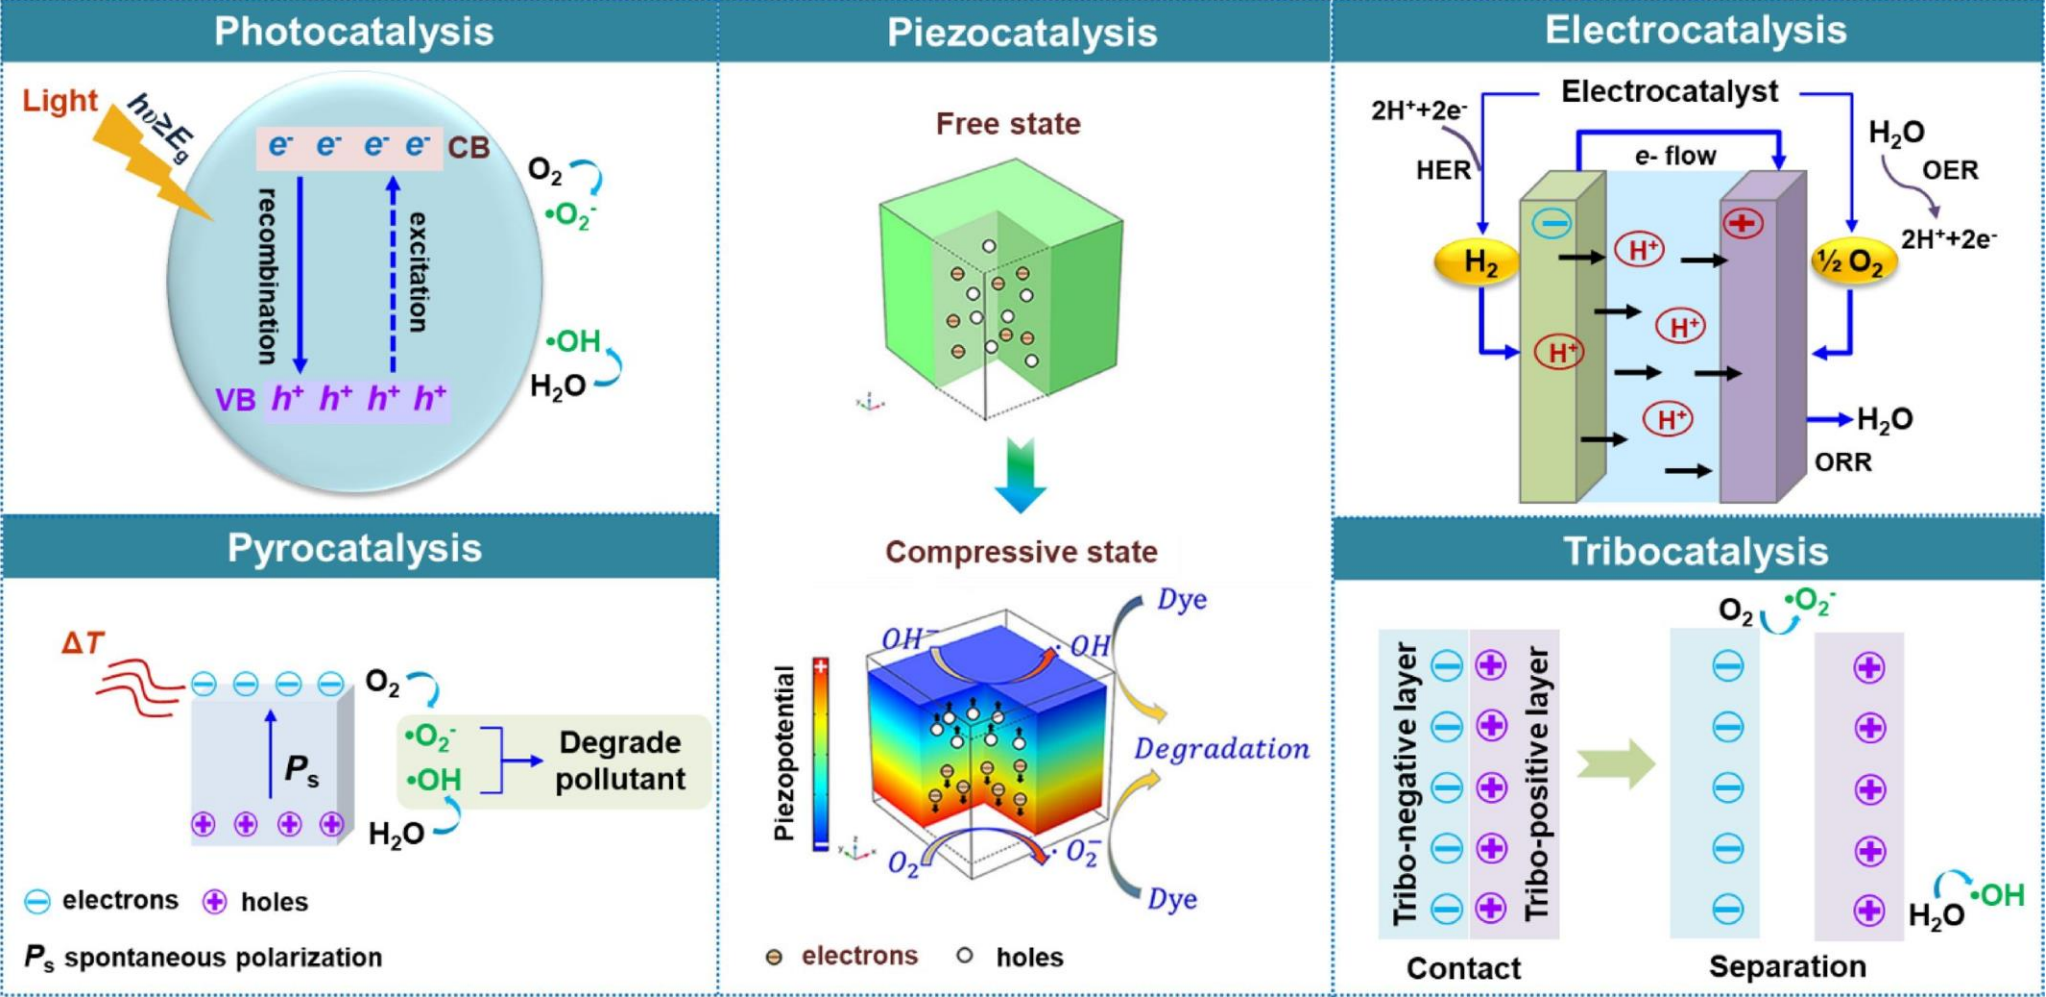 Photocatalysis
Light
hυ≥Eg
e- e- e- e- CB
recombination
excitation
VB h+ h+ h+ h+
O2
•O2-
•OH
H2O
Pyrocatalysis
ΔT
Ps
O2
•O2-
•OH
H2O
Degrade
pollutant
electrons
holes
Ps spontaneous polarization
Piezocatalysis
Free state
Compressive state
Piezopotential
+
−
OH−
· OH
Dye
Degradation
O2
· O2−
Dye
electrons
holes
Electrocatalysis
Electrocatalyst
2H++2e-
HER
e- flow
H2O
OER
2H++2e-
H2
½ O2
H+
H+
H+
H+
H2O
ORR
Tribocatalysis
Tribo-negative layer
Tribo-positive layer
O2
•O2-
H2O
•OH
Contact
Separation